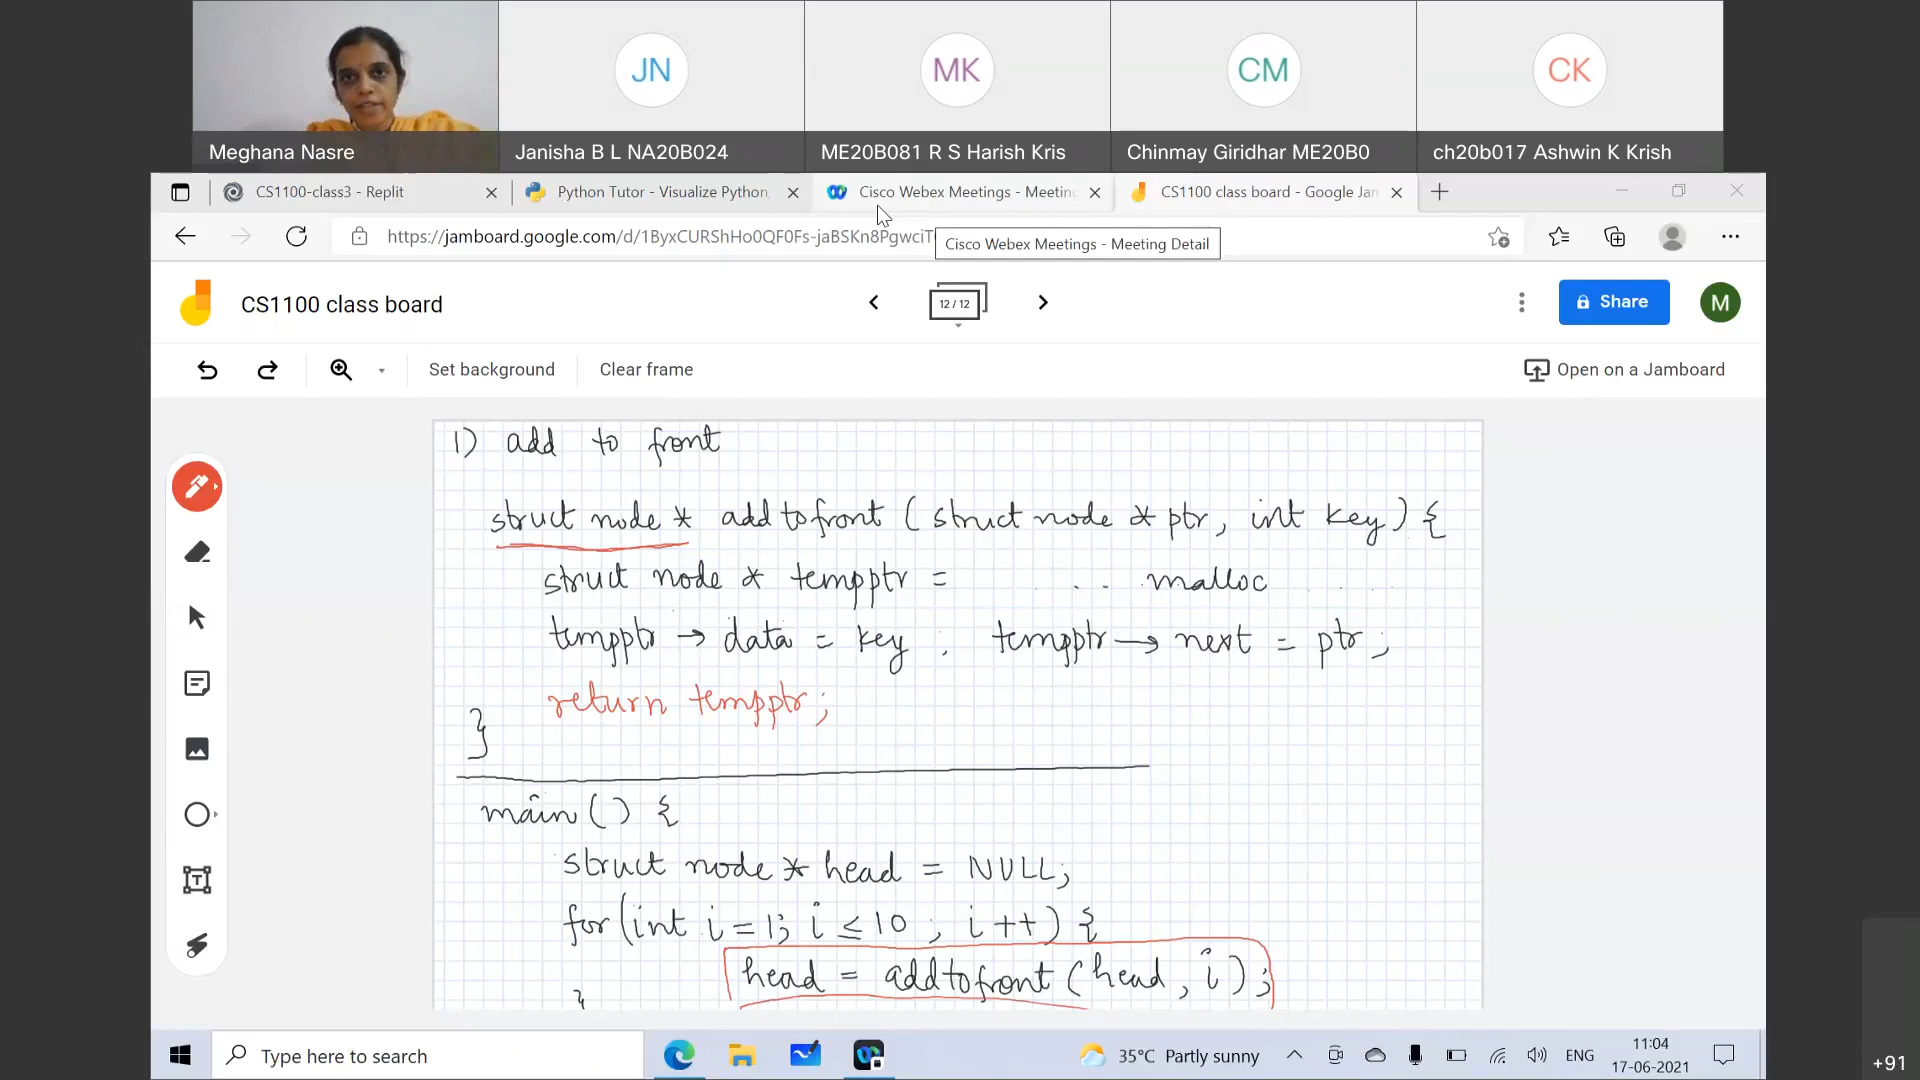 JN
MK
CM
CK
Meghana Nasre
Janisha B L NA20B024
ME20B081 R S Harish Kris
Chinmay Giridhar ME20B0
ch20b017 Ashwin K Krish
CS1100-class3 - Replit
Python Tutor - Visualize Python,
Cisco Webex Meetings - Meetin
CS1100 class board - Google Jam
https://jamboard.google.com/d/1ByxCURShHo0QF0Fs-jaBSKn8PgwciT
Cisco Webex Meetings - Meeting Detail
CS1100 class board
12 / 12
Share
M
Set background
Clear frame
Open on a Jamboard
1) add to front
struct node * addtofront ( struct node * ptr, int key ) {
struct node * tempptr = .. malloc ....
tempptr → data = key ; tempptr → next = ptr ;
return tempptr;
}
main () {
struct node * head = NULL;
for (int i = 1; i ≤ 10 ; i ++ ) {
head = addtofront (head, i) ;
}
Type here to search
35°C Partly sunny
ENG
11:04
17-06-2021
+91